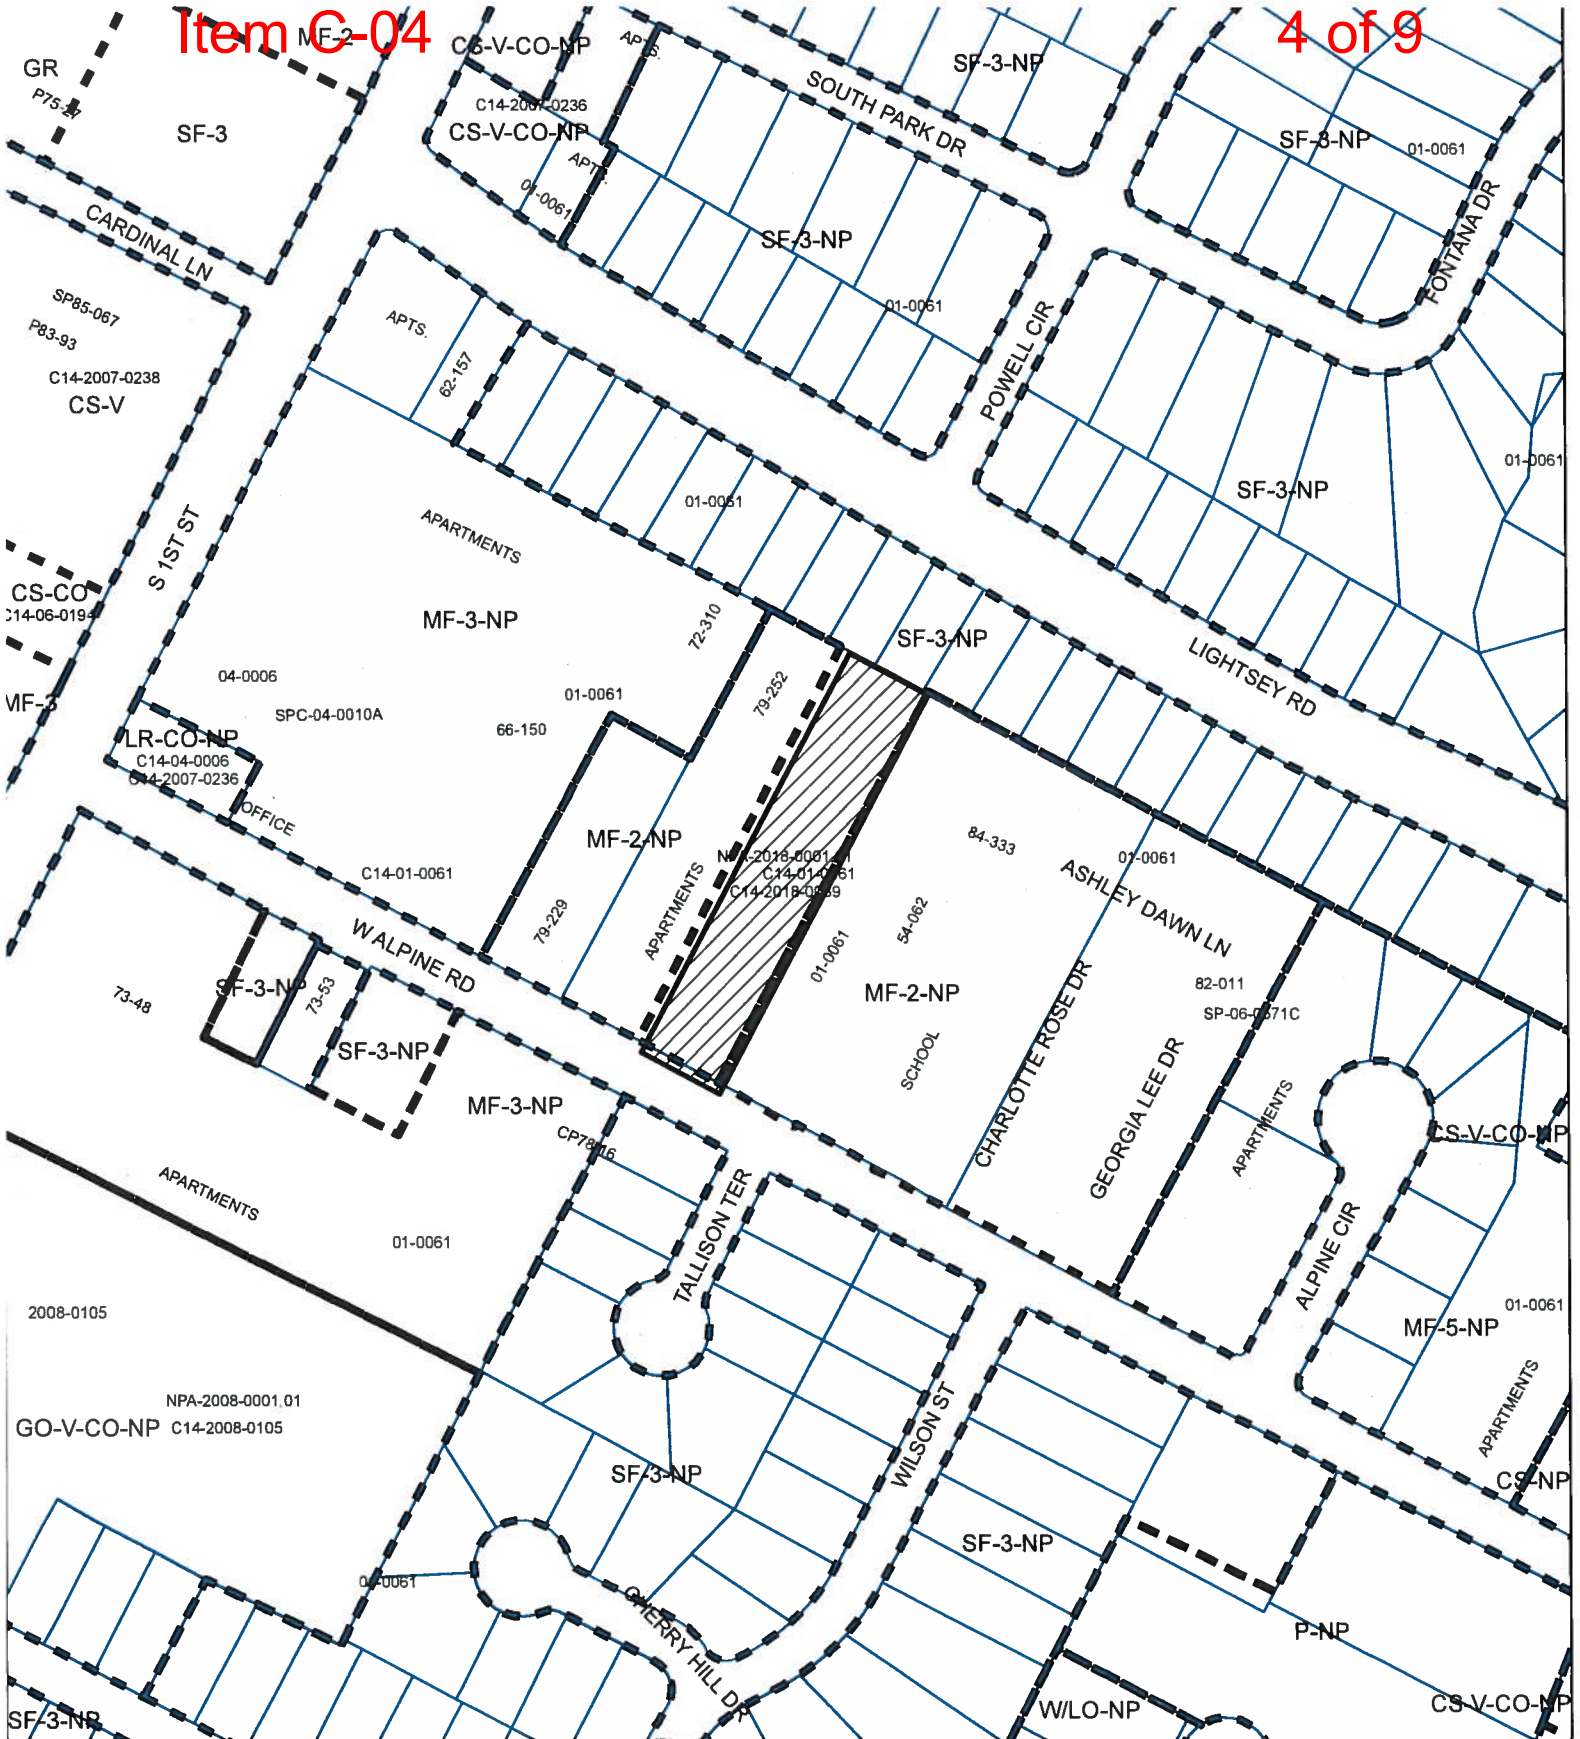 Item C-04
4 of 9
MF-2
GR
P75-27
SF-3
CS-V-CO-NP
APTS.
C14-2007-0236
CS-V-CO-NP
APTS.
01-0061
SOUTH PARK DR
SF-3-NP
SF-3-NP
01-0061
FONTANA DR
CARDINAL LN
SF-3-NP
01-0061
POWELL CIR
SP85-067
P83-93
C14-2007-0238
CS-V
APTS.
62-157
S 1ST ST
APARTMENTS
01-0061
SF-3-NP
01-0061
CS-CO
C14-06-0194
MF-3
MF-3-NP
72-310
SF-3-NP
LIGHTSEY RD
04-0006
SPC-04-0010A
01-0061
66-150
79-252
LR-CO-NP
C14-04-0006
C14-2007-0236
OFFICE
C14-01-0061
MF-2-NP
79-229
APARTMENTS
C14-01-0061
84-333
01-0061
ASHLEY DAWN LN
54-062
01-0061
MF-2-NP
SCHOOL
CHARLOTTE ROSE DR
82-011
GEORGIA LEE DR
APARTMENTS
W ALPINE RD
73-48
SF-3-NP
73-53
SF-3-NP
MF-3-NP
TALLISON TER
APARTMENTS
01-0061
CS-V-CO-NP
ALPINE CIR
01-0061
MF-5-NP
APARTMENTS
CS-NP
2008-0105
NPA-2008-0001.01
GO-V-CO-NP
C14-2008-0105
WILSON ST
SF-3-NP
SF-3-NP
CHERRY HILL DR
P-NP
W/LO-NP
CS-V-CO-NP
SF-3-NP